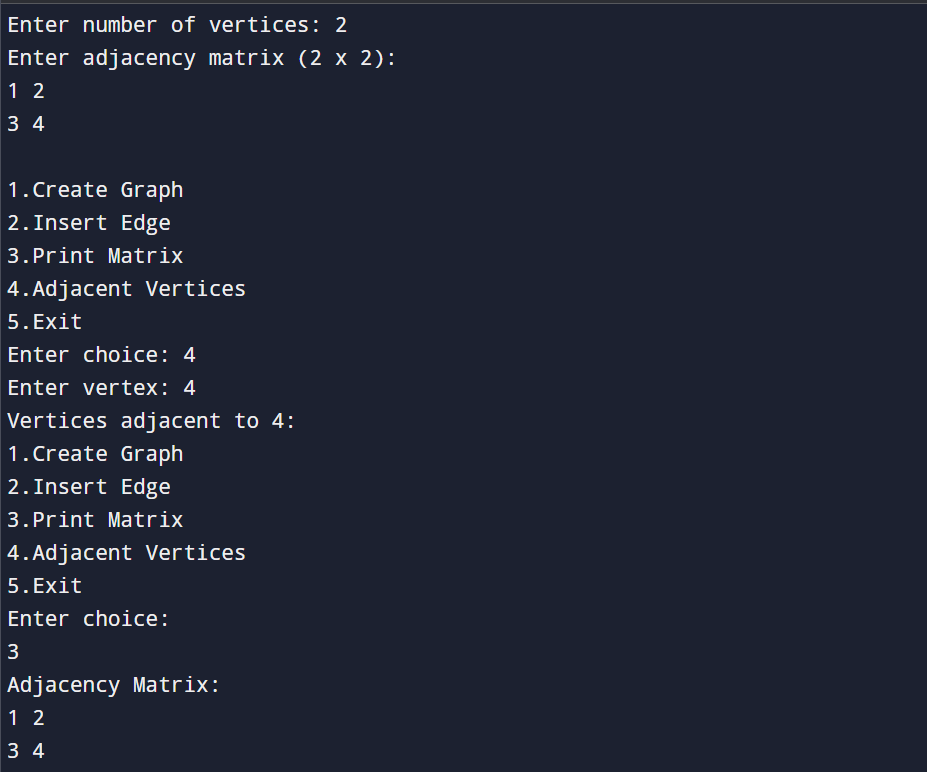 Enter number of vertices: 2
Enter adjacency matrix (2 x 2):
1 2
3 4
1.Create Graph
2.Insert Edge
3.Print Matrix
4.Adjacent Vertices
5.Exit
Enter choice: 4
Enter vertex: 4
Vertices adjacent to 4:
1.Create Graph
2.Insert Edge
3.Print Matrix
4.Adjacent Vertices
5.Exit
Enter choice:
3
Adjacency Matrix:
1 2
3 4